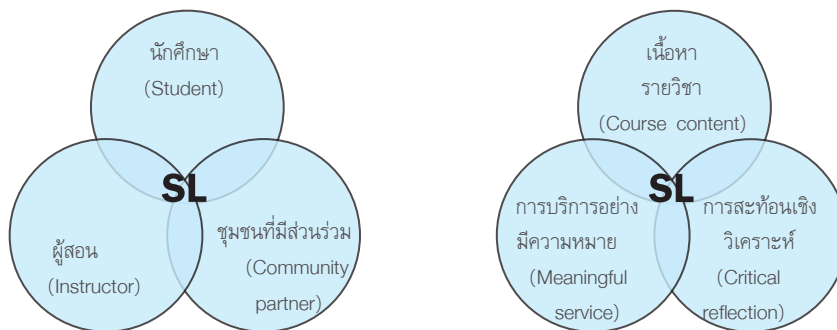 นักศึกษา
(Student)
SL
ผู้สอน
(Instructor)
ชุมชนที่มีส่วนร่วม
(Community
partner)
เนื้อหา
รายวิชา
(Course content)
SL
การบริการอย่าง
มีความหมาย
(Meaningful
service)
การสะท้อนเชิง
วิเคราะห์
(Critical
reflection)